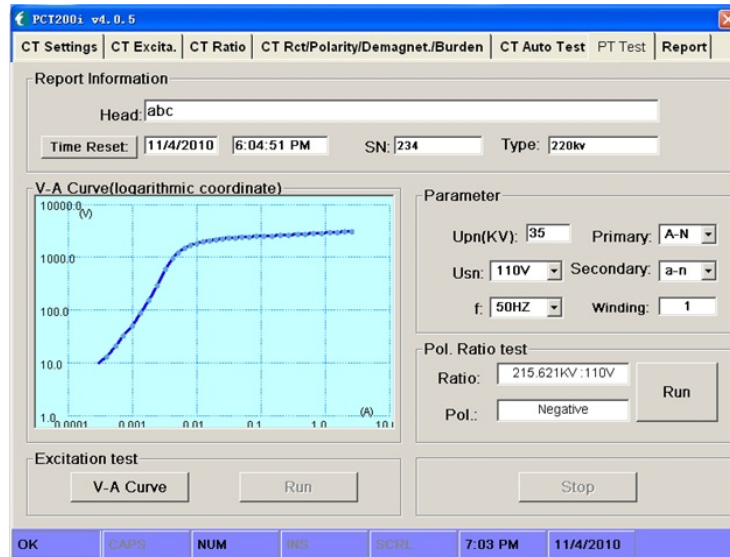 PCT200i v4.0.5
CT Settings CT Excita. CT Ratio CT Rct/Polarity/Demagnet./Burden CT Auto Test PT Test Report
Report Information
Head: abc
Time Reset: 11/4/2010 6:04:51 PM SN: 234 Type: 220kv
V-A Curve(logarithmic coordinate)
10000.0 (V)
1000.0
100.0
10.0
1.0 (A)
0.0001 0.001 0.01 0.1 1.0 10.(
Parameter
Upn(KV): 35 Primary: A-N
Usn: 110V Secondary: a-n
f: 50HZ Winding: 1
Pol. Ratio test
Ratio: 215.621KV:110V
Run
Pol.: Negative
Excitation test
V-A Curve Run Stop
OK CAPS NUM INS SCRL 7:03 PM 11/4/2010